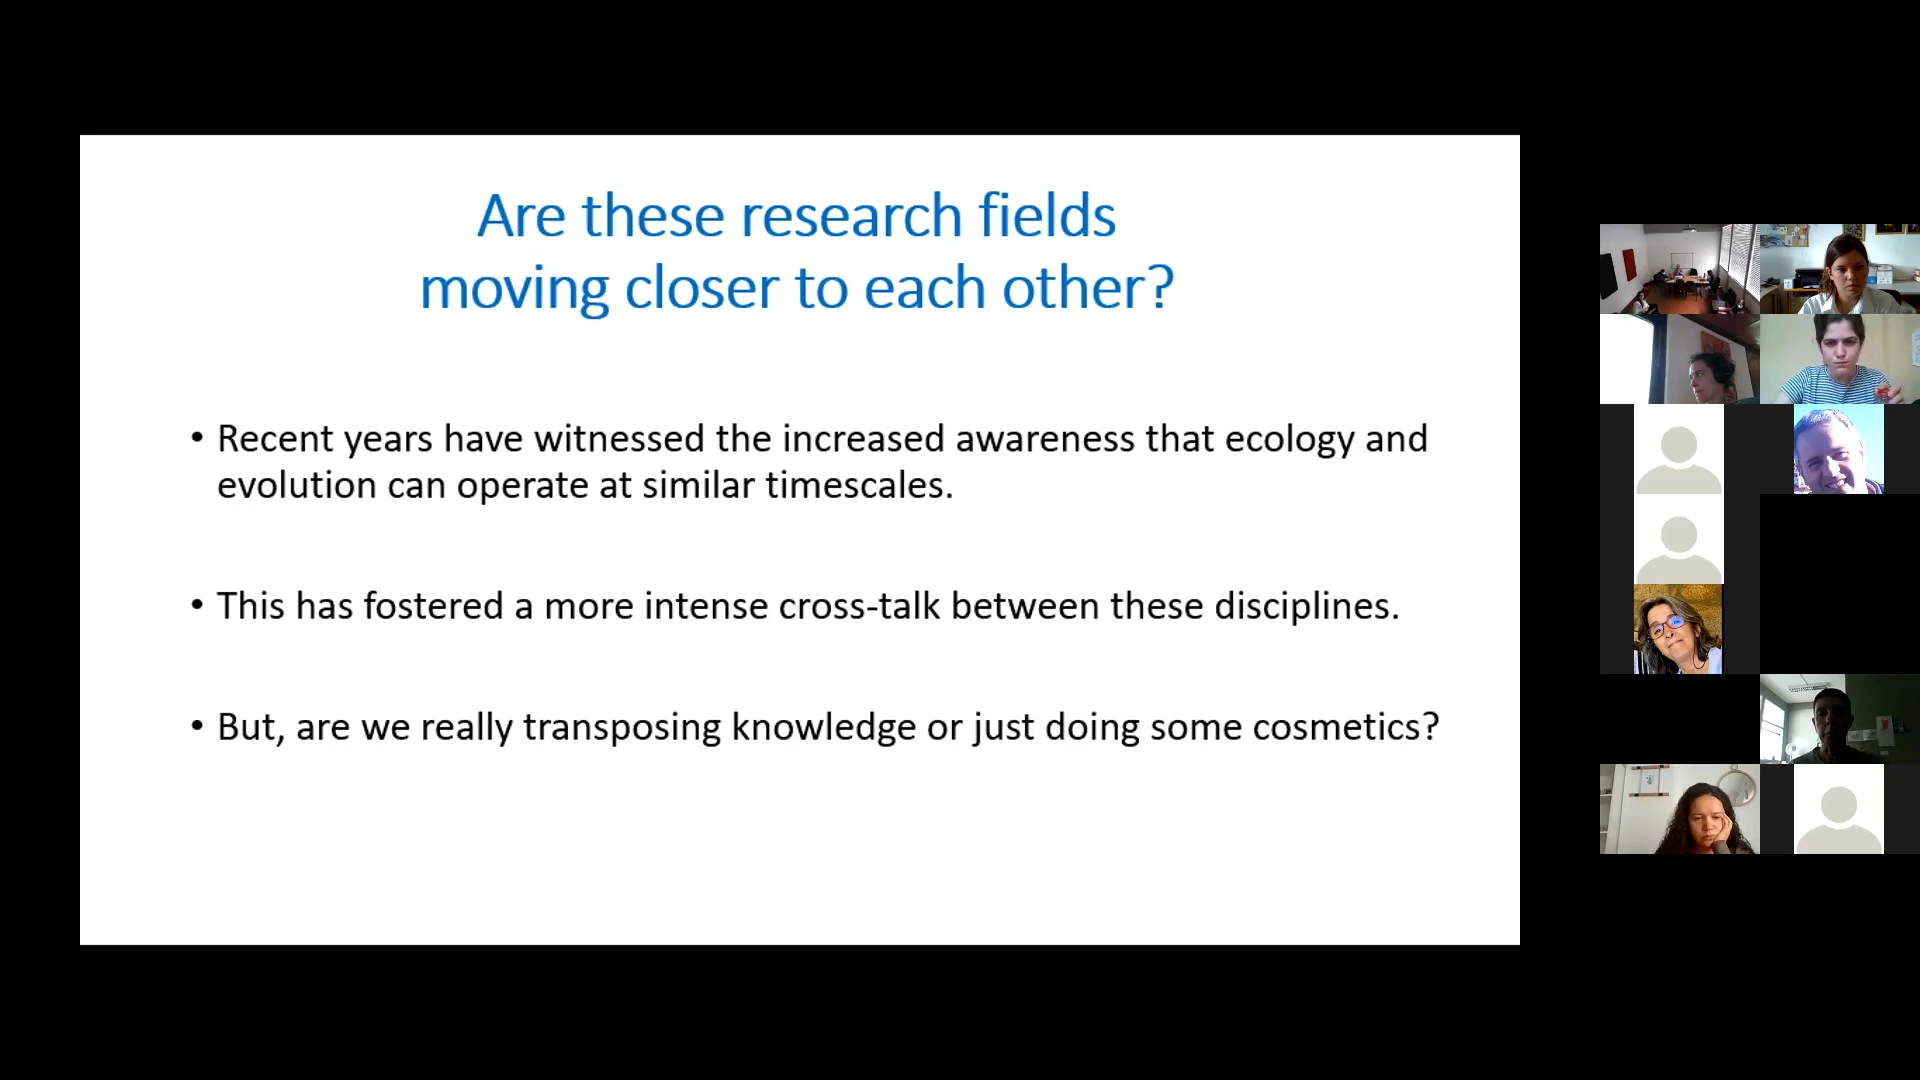 Are these research fields
moving closer to each other?
• Recent years have witnessed the increased awareness that ecology and
evolution can operate at similar timescales.
• This has fostered a more intense cross-talk between these disciplines.
• But, are we really transposing knowledge or just doing some cosmetics?